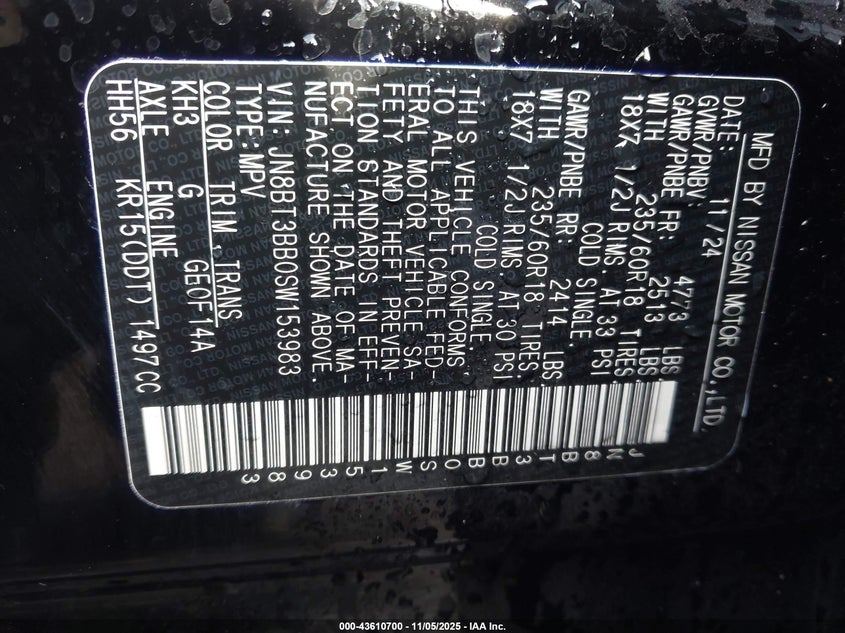 MFD BY NISSAN MOTOR CO.,LTD.
DATE: 11/24
GVWR/PNBV: 4773 LBS
GAWR/PNBE FR: 2513 LBS.
WITH 235/60R18 TIRES.
18X7 1/2J RIMS. AT 33 PSI
COLD SINGLE.
GAWR/PNBE RR: 2414 LBS.
WITH 235/60R18 TIRES.
18X7 1/2J RIMS. AT 30 PSI
COLD SINGLE.
THIS VEHICLE CONFORMS
TO ALL APPLICABLE FED-
ERAL MOTOR VEHICLE SA-
FETY AND THEFT PREVEN-
TION STANDARDS IN EFF-
ECT ON THE DATE OF MA-
NUFACTURE SHOWN ABOVE.
VIN: JN8BT3BB0SW153983
TYPE: MPV
COLOR TRIM, TRANS
KH3 G GE0F14A
AXLE ENGINE
HH56 KR15(DDT) 1497CC
JN8BT3BB0SW153983
000-43610700 - 11/05/2025 - IAA Inc.